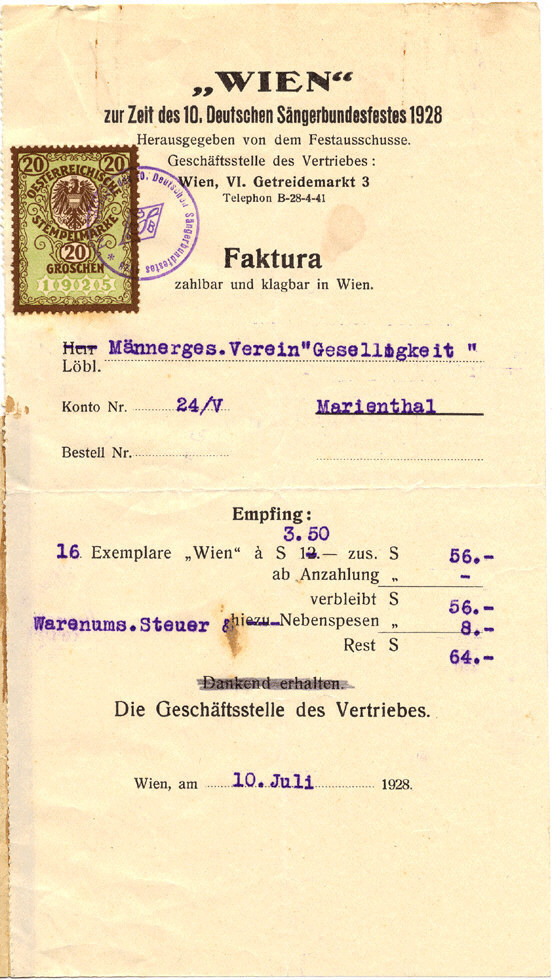 „WIEN“
zur Zeit des 10. Deutschen Sängerbundesfestes 1928
Herausgegeben von dem Festausschusse.
Geschäftsstelle des Vertriebes:
Wien, VI. Getreidemarkt 3
Telephon B-28-4-41
20 20
OESTERREICHISCHE
STEMPELMARKE
20
GROSCHEN
1925
10. Deutschen Sängerbundesfestes
Faktura
zahlbar und klagbar in Wien.
Herr Männerges.Verein"Geselligkeit "
Löbl.
Konto Nr. 24/V Marienthal
Bestell Nr.
Empfing:
3.50
16 Exemplare „Wien“ à S 12.— zus. S 56.-
ab Anzahlung „ -
verbleibt S 56.-
Warenums.Steuer & hiezu Nebenspesen „ 8.-
Rest S 64.-
Dankend erhalten.
Die Geschäftsstelle des Vertriebes.
Wien, am 10.Juli 1928.